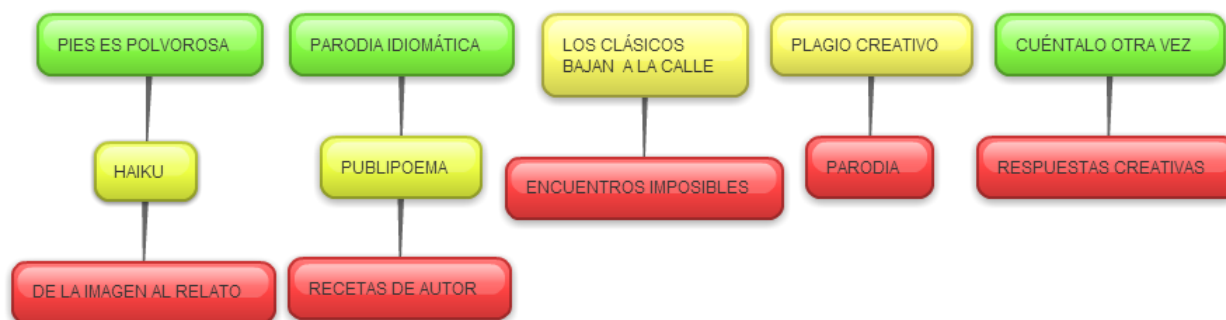 PIES ES POLVOROSA
PARODIA IDIOMÁTICA
LOS CLÁSICOS
BAJAN A LA CALLE
PLAGIO CREATIVO
CUÉNTALO OTRA VEZ
HAIKU
PUBLIPOEMA
ENCUENTROS IMPOSIBLES
PARODIA
RESPUESTAS CREATIVAS
DE LA IMAGEN AL RELATO
RECETAS DE AUTOR